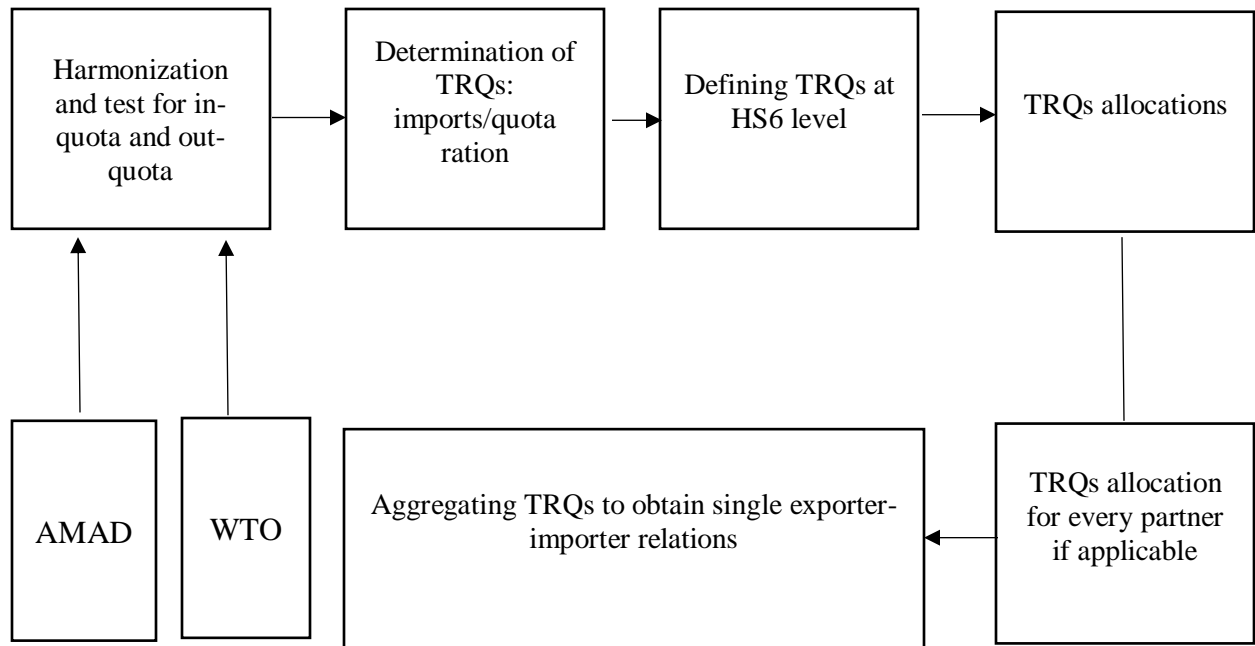 Harmonization
and test for in-
quota and out-
quota
Determination of
TRQs:
imports/quota
ration
Defining TRQs at
HS6 level
TRQs allocations
AMAD
WTO
Aggregating TRQs to obtain single exporter-
importer relations
TRQs allocation
for every partner
if applicable